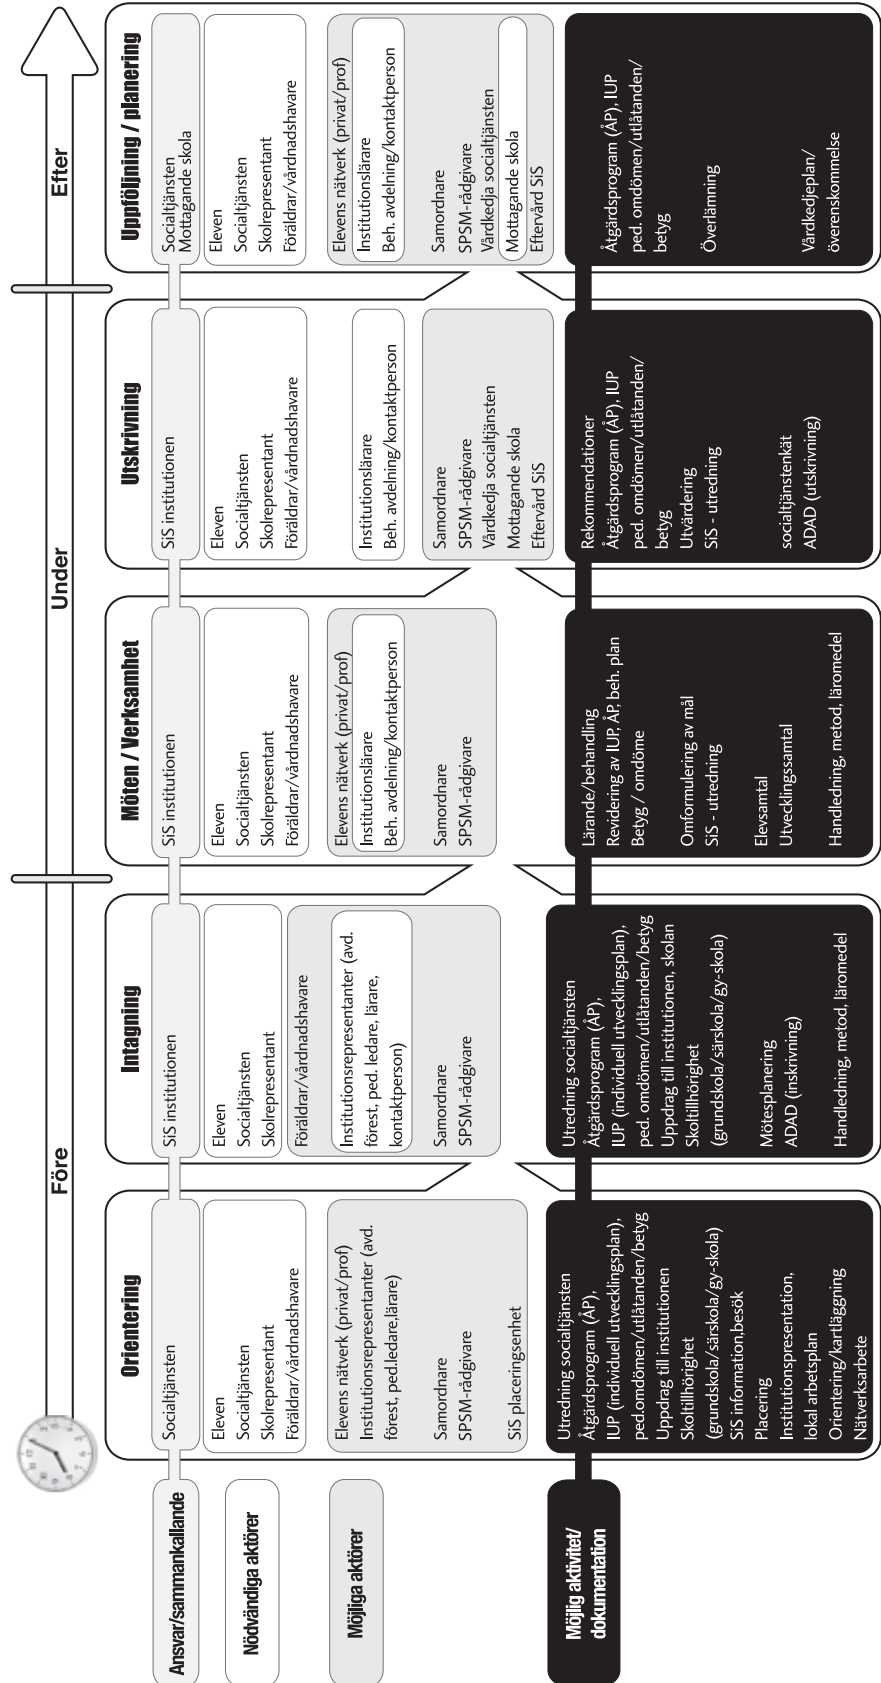 Före
Under
Efter
Ansvar/sammankallande
Nödvändiga aktörer
Möjliga aktörer
Möjlig aktivitet/
dokumentation
Orientering
Socialtjänsten
Eleven
Socialtjänsten
Skolrepresentant
Föräldrar/vårdnadshavare
Elevens nätverk (privat/prof)
Institutionsrepresentanter (avd.
förest, ped.ledare,lärare)
Samordnare
SPSM-rådgivare
SiS placeringsenhet
Utredning socialtjänsten
Åtgärdsprogram (ÅP),
IUP (individuell utvecklingsplan),
ped.omdömen/utlåtanden/betyg
Uppdrag till institutionen
Skoltillhörighet
(grundskola/särskola/gy-skola)
SiS information,besök
Placering
Institutionspresentation,
lokal arbetsplan
Orientering/kartläggning
Nätverksarbete
Intagning
SiS institutionen
Eleven
Socialtjänsten
Skolrepresentant
Föräldrar/vårdnadshavare
Institutionsrepresentanter (avd.
förest, ped. ledare, lärare,
kontaktperson)
Samordnare
SPSM-rådgivare
Utredning socialtjänsten
Åtgärdsprogram (ÅP),
IUP (individuell utvecklingsplan),
ped. omdömen/utlåtanden/betyg
Uppdrag till institutionen, skolan
Skoltillhörighet
(grundskola/särskola/gy-skola)
Mötesplanering
ADAD (inskrivning)
Handledning, metod, läromedel
Möten / Verksamhet
SiS institutionen
Eleven
Socialtjänsten
Skolrepresentant
Föräldrar/vårdnadshavare
Elevens nätverk (privat/prof)
Institutionslärare
Beh. avdelning/kontaktperson
Samordnare
SPSM-rådgivare
Lärande/behandling
Revidering av IUP, ÅP, beh. plan
Betyg / omdöme
Omformulering av mål
SiS - utredning
Elevsamtal
Utvecklingssamtal
Handledning, metod, läromedel
Utskrivning
SiS institutionen
Eleven
Socialtjänsten
Skolrepresentant
Föräldrar/vårdnadshavare
Institutionslärare
Beh. avdelning/kontaktperson
Samordnare
SPSM-rådgivare
Vårdkedja socialtjänsten
Mottagande skola
Eftervård SiS
Rekommendationer
Åtgärdsprogram (ÅP), IUP
ped. omdömen/utlåtanden/
betyg
Utvärdering
SiS - utredning
socialtjänstenkät
ADAD (utskrivning)
Uppföljning / planering
Socialtjänsten
Mottagande skola
Eleven
Socialtjänsten
Skolrepresentant
Föräldrar/vårdnadshavare
Elevens nätverk (privat/prof)
Institutionslärare
Beh. avdelning/kontaktperson
Samordnare
SPSM-rådgivare
Vårdkedja socialtjänsten
Mottagande skola
Eftervård SiS
Åtgärdsprogram (ÅP), IUP
ped. omdömen/utlåtanden/
betyg
Överlämning
Vårdkedjeplan/
överenskommelse